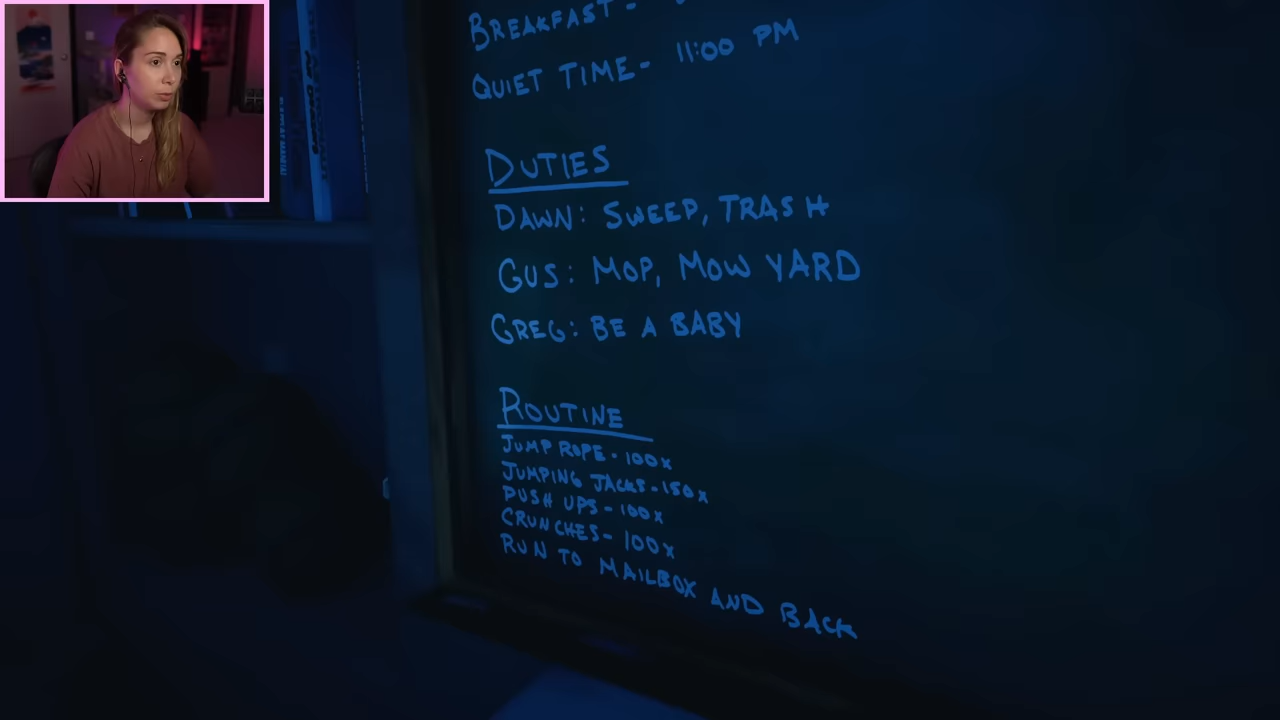 BREAKFAST -
QUIET TIME - 11:00 PM
DUTIES
DAWN: SWEEP, TRASH
GUS: MOP, MOW YARD
GREG: BE A BABY
ROUTINE
JUMP ROPE - 100X
JUMPING JACKS - 150X
PUSH UPS - 100X
CRUNCHES - 100X
RUN TO MAILBOX AND BACK